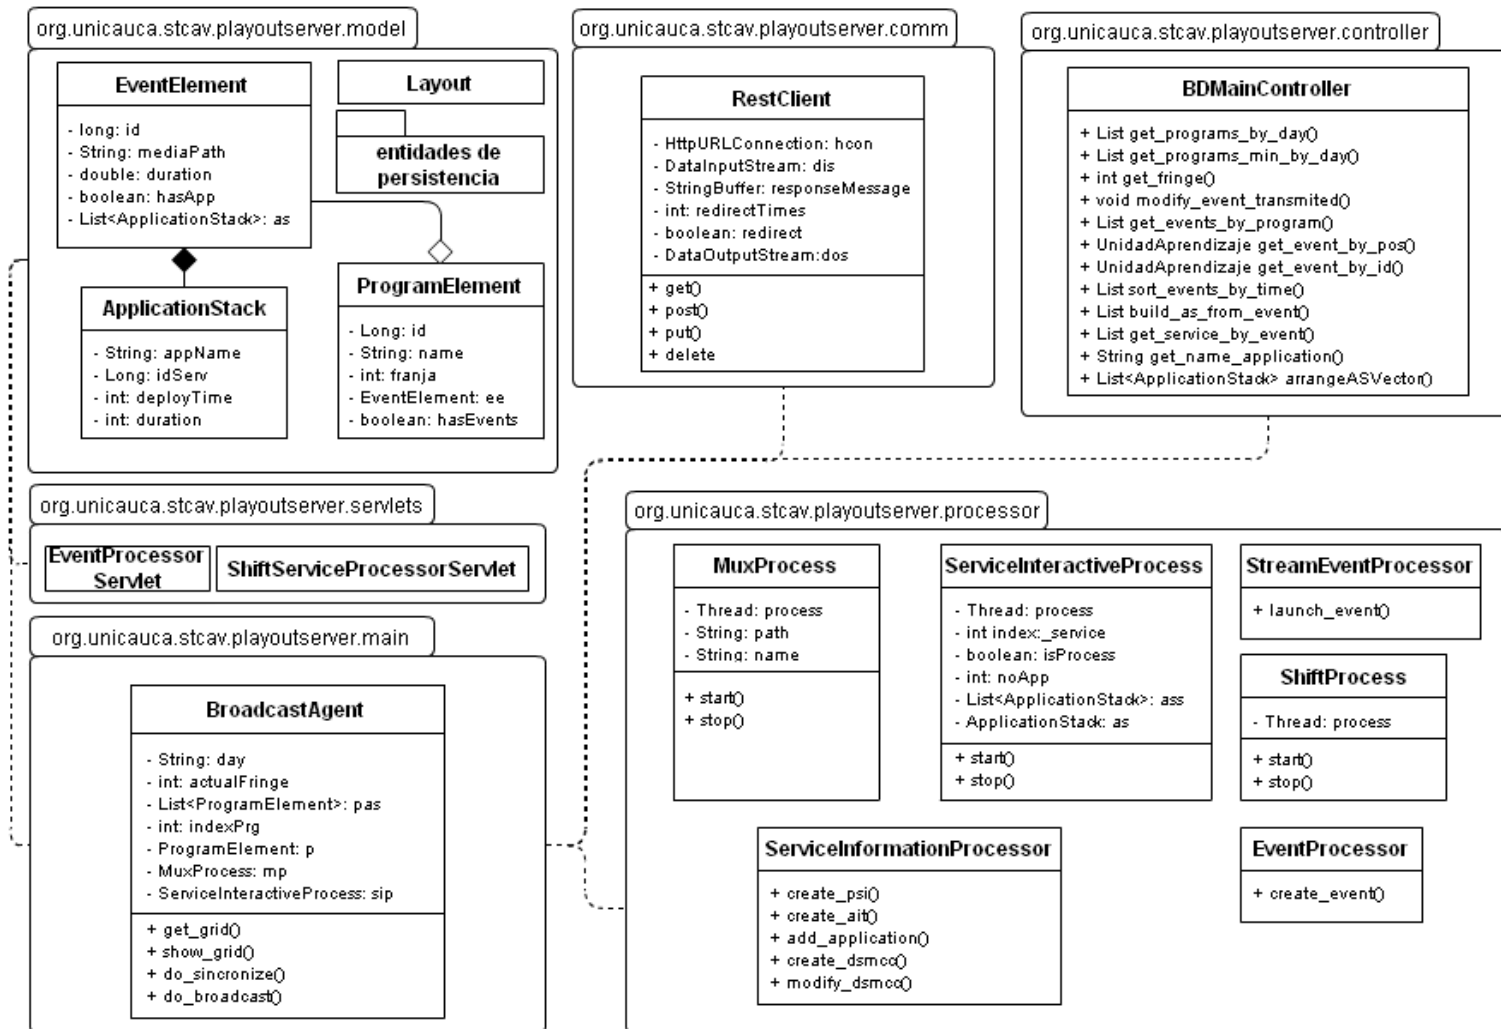 org.unicauca.stcav.playoutserver.model
EventElement
- long: id
- String: mediaPath
- double: duration
- boolean: hasApp
- List<ApplicationStack>: as
Layout
entidades de
persistencia
ApplicationStack
- String: appName
- Long: idServ
- int: deployTime
- int: duration
ProgramElement
- Long: id
- String: name
- int: franja
- EventElement: ee
- boolean: hasEvents
org.unicauca.stcav.playoutserver.comm
RestClient
- HttpURLConnection: hcon
- DataInputStream: dis
- StringBuffer: responseMessage
- int: redirectTimes
- boolean: redirect
- DataOutputStream:dos
+ get()
+ post()
+ put()
+ delete
org.unicauca.stcav.playoutserver.controller
BDMainController
+ List get_programs_by_day()
+ List get_programs_min_by_day()
+ int get_fringe()
+ void modify_event_transmited()
+ List get_events_by_program()
+ UnidadAprendizaje get_event_by_pos()
+ UnidadAprendizaje get_event_by_id()
+ List sort_events_by_time()
+ List build_as_from_event()
+ List get_service_by_event()
+ String get_name_application()
+ List<ApplicationStack> arrangeASVector()
org.unicauca.stcav.playoutserver.servlets
EventProcessor
Servlet
ShiftServiceProcessorServlet
org.unicauca.stcav.playoutserver.main
BroadcastAgent
- String: day
- int: actualFringe
- List<ProgramElement>: pas
- int: indexPrg
- ProgramElement: p
- MuxProcess: mp
- ServiceInteractiveProcess: sip
+ get_grid()
+ show_grid()
+ do_sincronize()
+ do_broadcast()
org.unicauca.stcav.playoutserver.processor
MuxProcess
- Thread: process
- String: path
- String: name
+ start()
+ stop()
ServiceInteractiveProcess
- Thread: process
- int index:_service
- boolean: isProcess
- int: noApp
- List<ApplicationStack>: ass
- ApplicationStack: as
+ start()
+ stop()
StreamEventProcessor
+ launch_event()
ShiftProcess
- Thread: process
+ start()
+ stop()
ServiceInformationProcessor
+ create_psi()
+ create_ait()
+ add_application()
+ create_dsmcc()
+ modify_dsmcc()
EventProcessor
+ create_event()